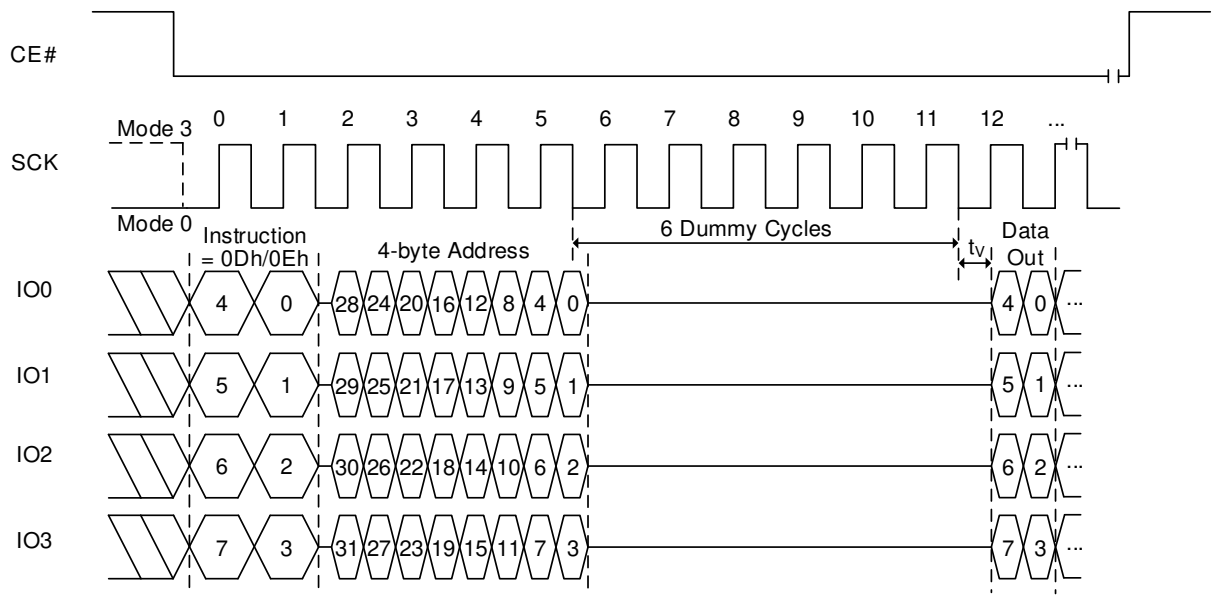 CE#
0 1 2 3 4 5 6 7 8 9 10 11 12 ...
Mode 3
SCK
Mode 0
Instruction
= 0Dh/0Eh
4-byte Address
6 Dummy Cycles
tV
Data
Out
IO0 4 0 28 24 20 16 12 8 4 0 4 0 ...
IO1 5 1 29 25 21 17 13 9 5 1 5 1 ...
IO2 6 2 30 26 22 18 14 10 6 2 6 2 ...
IO3 7 3 31 27 23 19 15 11 7 3 7 3 ...